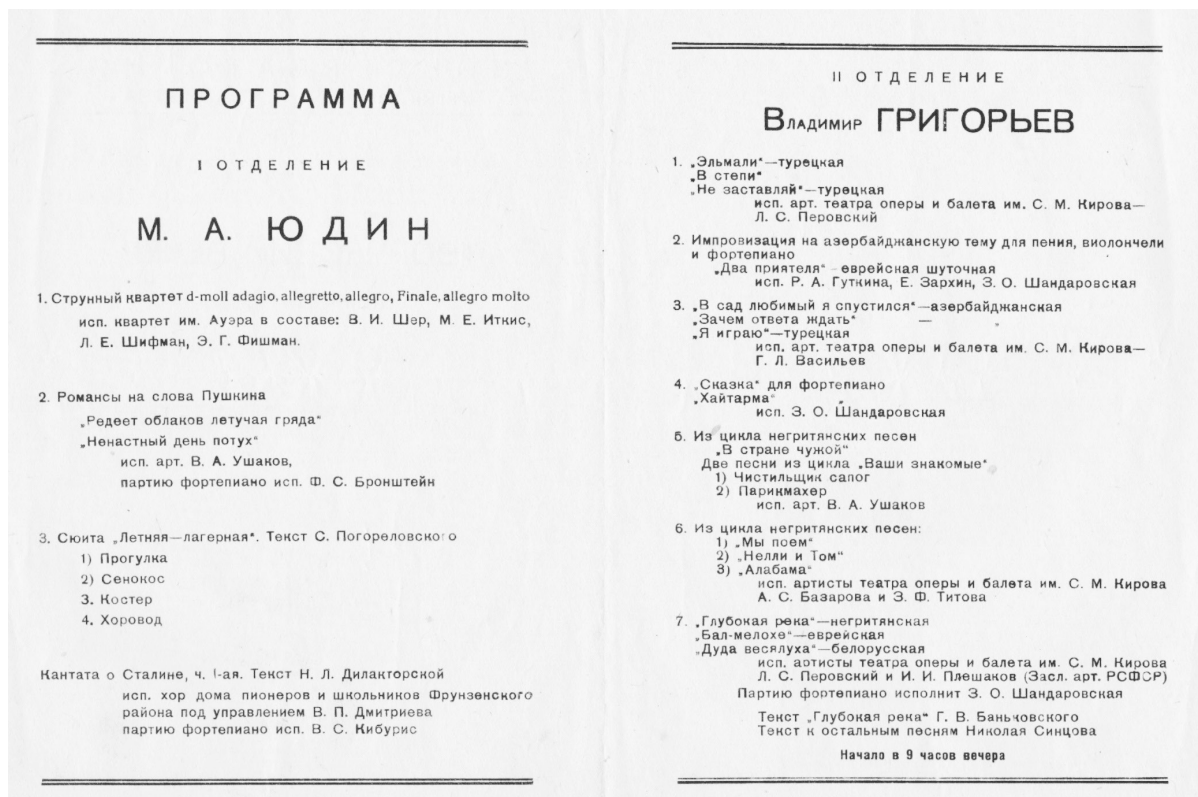 ПРОГРАММА
I ОТДЕЛЕНИЕ
М. А. ЮДИН
1. Струнный квартет d-moll adagio, allegretto, allegro, Finale, allegro molto
исп. квартет им. Ауэра в составе: В. И. Шер, М. Е. Иткис,
Л. Е. Шифман, Э. Г. Фишман.
2. Романсы на слова Пушкина
„Редеет облаков летучая гряда“
„Ненастный день потух“
исп. арт. В. А. Ушаков,
партию фортепиано исп. Ф. С. Бронштейн
3. Сюита „Летняя—лагерная“. Текст С. Погореловского
1) Прогулка
2) Сенокос
3. Костер
4. Хоровод
Кантата о Сталине, ч. I-ая. Текст Н. Л. Дилакторской
исп. хор дома пионеров и школьников Фрунзенского
района под управлением В. П. Дмитриева
партию фортепиано исп. В. С. Кибурис
II ОТДЕЛЕНИЕ
Владимир ГРИГОРЬЕВ
1. „Эльмали“—турецкая
„В степи“
„Не заставляй“—турецкая
исп. арт. театра оперы и балета им. С. М. Кирова—
Л. С. Перовский
2. Импровизация на азербайджанскую тему для пения, виолончели
и фортепиано
„Два приятеля“ - еврейская шуточная
исп. Р. А. Гуткина, Е. Зархин, З. О. Шандаровская
3. „В сад любимый я спустился“—азербайджанская
„Зачем ответа ждать“ — „
„Я играю“—турецкая
исп. арт. театра оперы и балета им. С. М. Кирова—
Г. Л. Васильев
4. „Сказка“ для фортепиано
„Хайтарма“ „
исп. З. О. Шандаровская
5. Из цикла негритянских песен
„В стране чужой“
Две песни из цикла „Ваши знакомые“
1) Чистильщик сапог
2) Парикмахер
исп. арт. В. А. Ушаков
6. Из цикла негритянских песен:
1) „Мы поем“
2) „Нелли и Том“
3) „Алабама“
исп. артисты театра оперы и балета им. С. М. Кирова
А. С. Базарова и З. Ф. Титова
7. „Глубокая река“—негритянская
„Бал-мелохе“—еврейская
„Дуда весялуха“—белорусская
исп. артисты театра оперы и балета им. С. М. Кирова
Л. С. Перовский и И. И. Плешаков (Засл. арт. РСФСР)
Партию фортепиано исполнит З. О. Шандаровская
Текст „Глубокая река“ Г. В. Баньковского
Текст к остальным песням Николая Синцова
Начало в 9 часов вечера